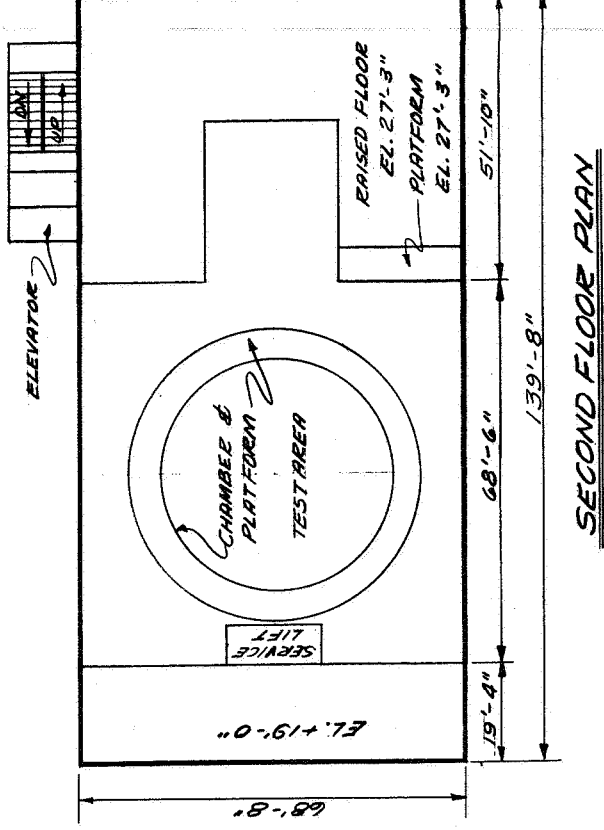 DN
UP
ELEVATOR
RAISED FLOOR
EL. 27'-3"
PLATFORM
EL. 27'-3"
CHAMBER &
PLATFORM
TEST AREA
SERVICE
LIFT
EL. +19'-0"
51'-10"
68'-6"
19'-4"
139'-8"
68'-8"
SECOND FLOOR PLAN